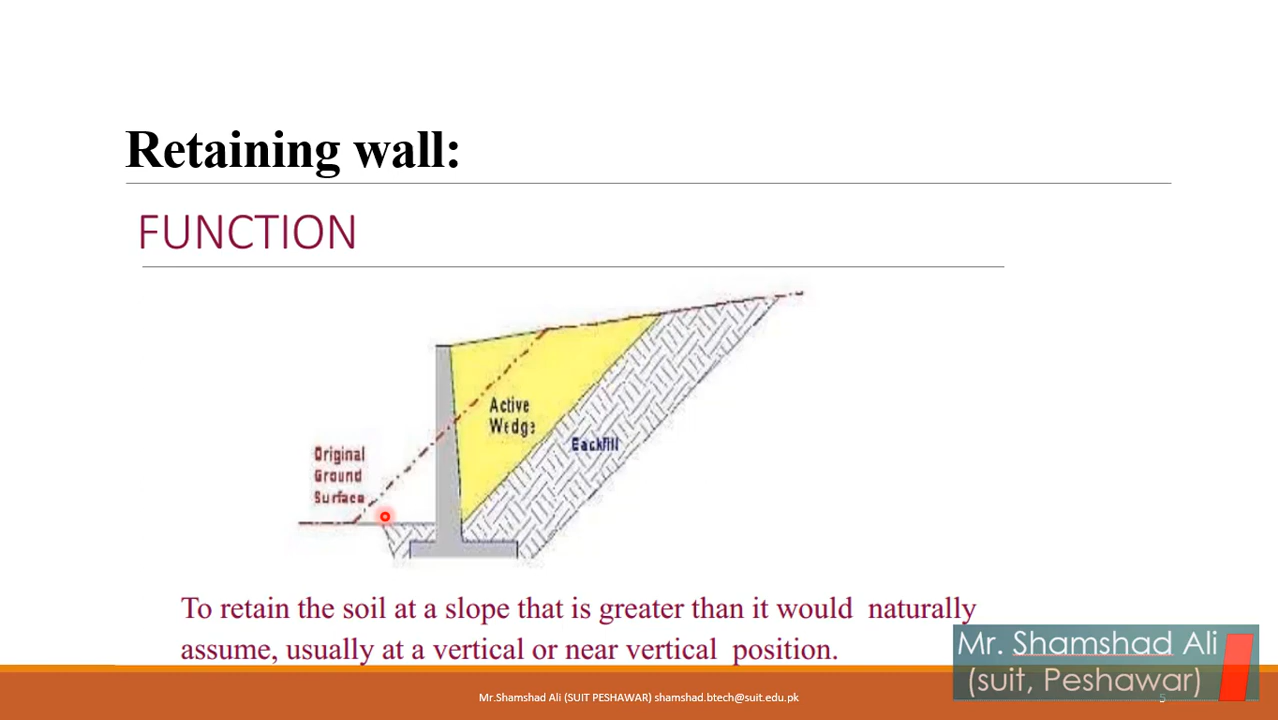 Retaining wall:
FUNCTION
Active
Wedge
Backfill
Original
Ground
Surface
To retain the soil at a slope that is greater than it would naturally
assume, usually at a vertical or near vertical position.
Mr. Shamshad Ali
(suit, Peshawar)
Mr.Shamshad Ali (SUIT PESHAWAR) shamshad.btech@suit.edu.pk
5